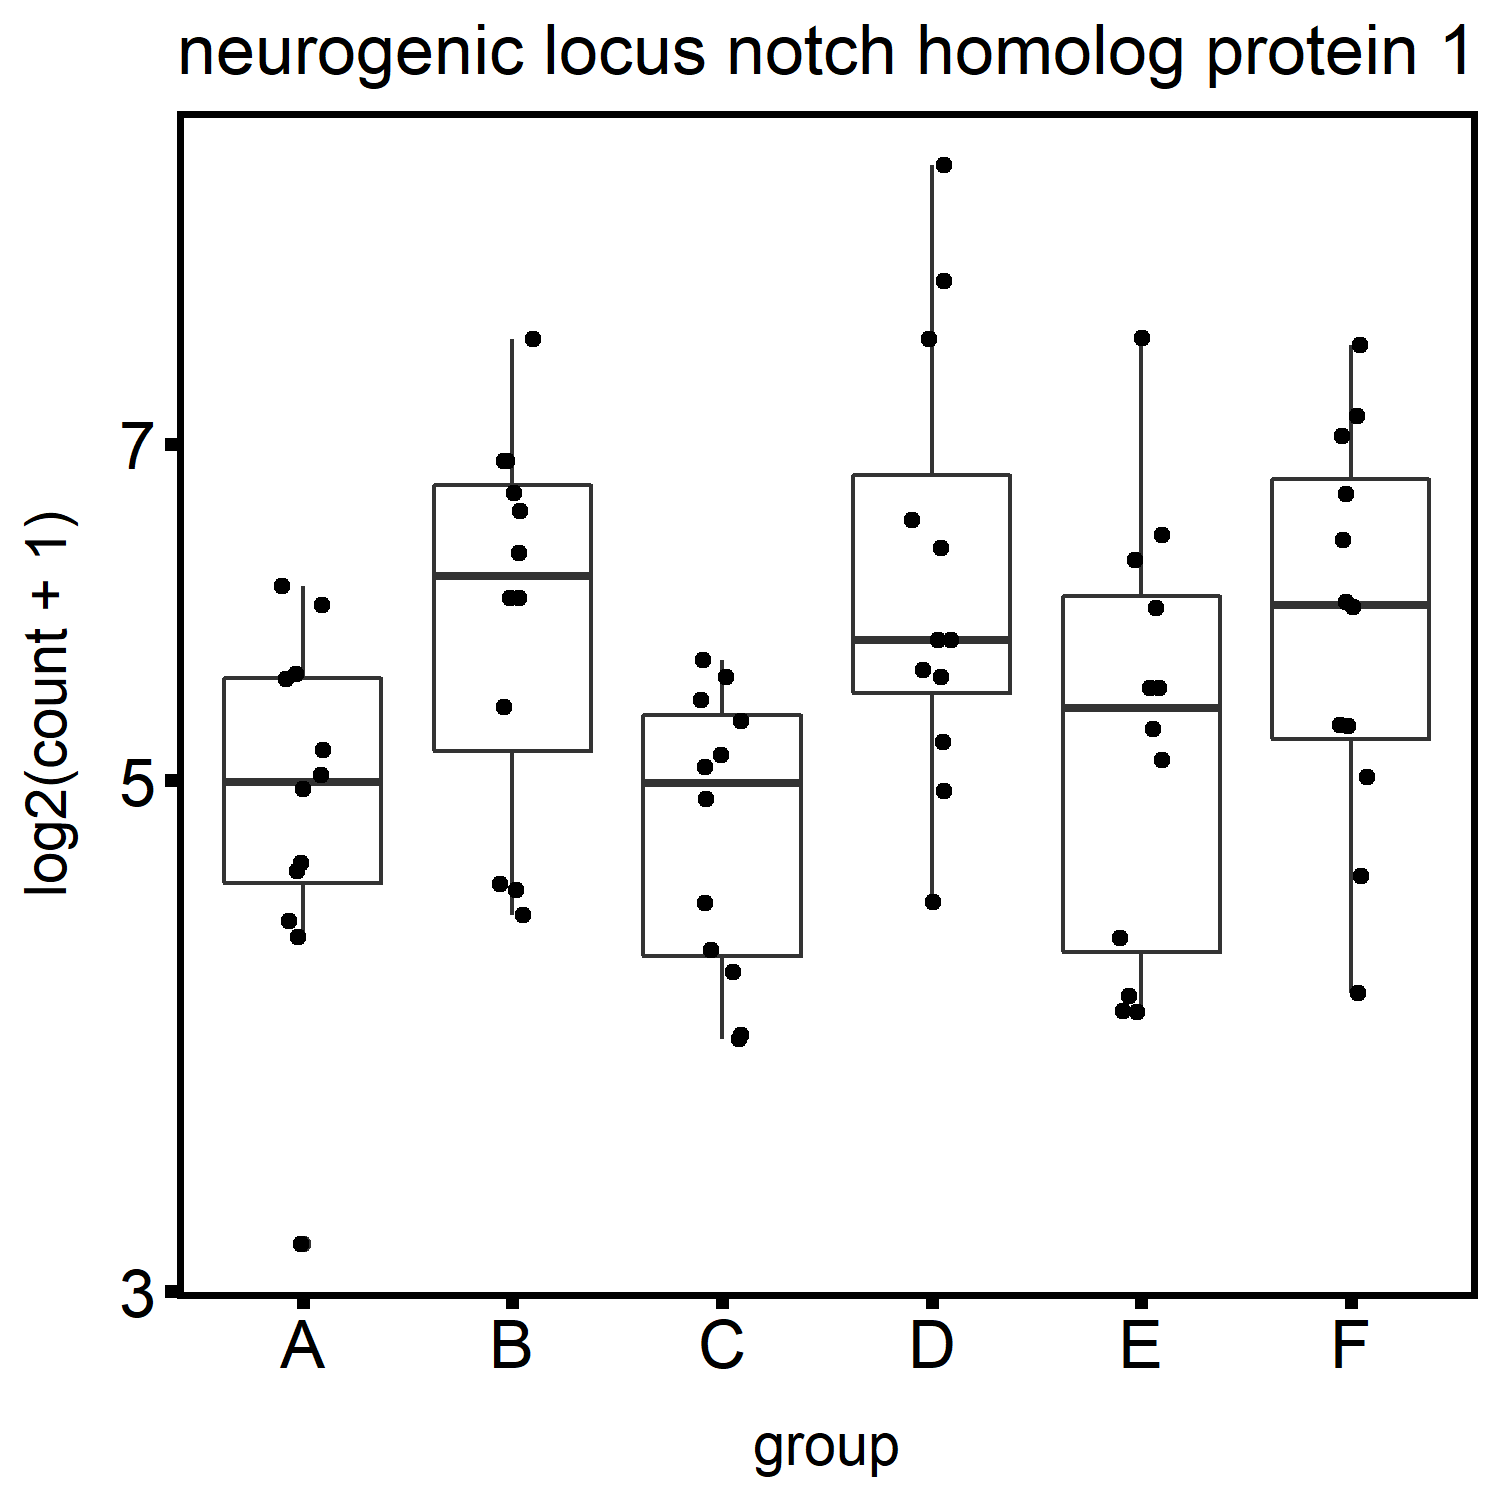 neurogenic locus notch homolog protein 1
log2(count + 1)
7
5
3
A B C D E F
group